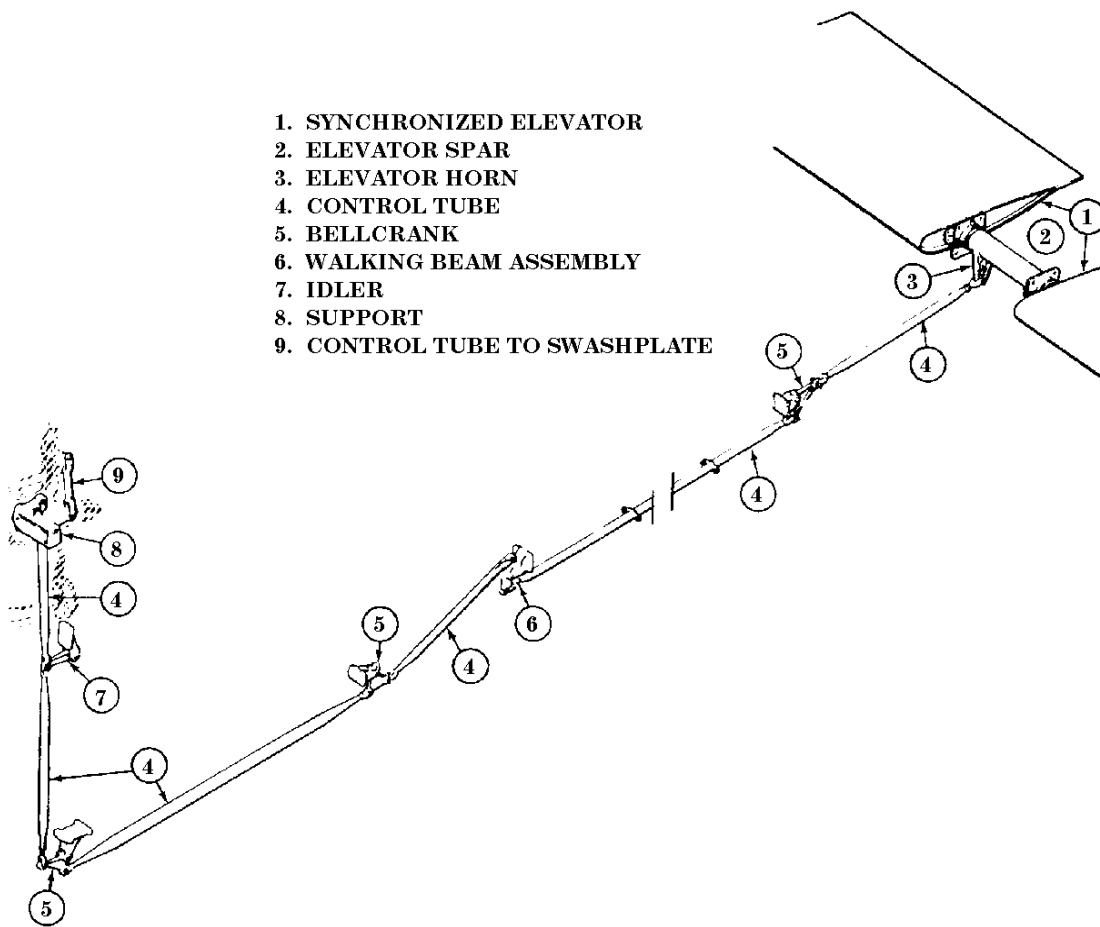 1. SYNCHRONIZED ELEVATOR
2. ELEVATOR SPAR
3. ELEVATOR HORN
4. CONTROL TUBE
5. BELLCRANK
6. WALKING BEAM ASSEMBLY
7. IDLER
8. SUPPORT
9. CONTROL TUBE TO SWASHPLATE
1
2
3
4
5
4
9
8
4
6
5
4
7
4
5